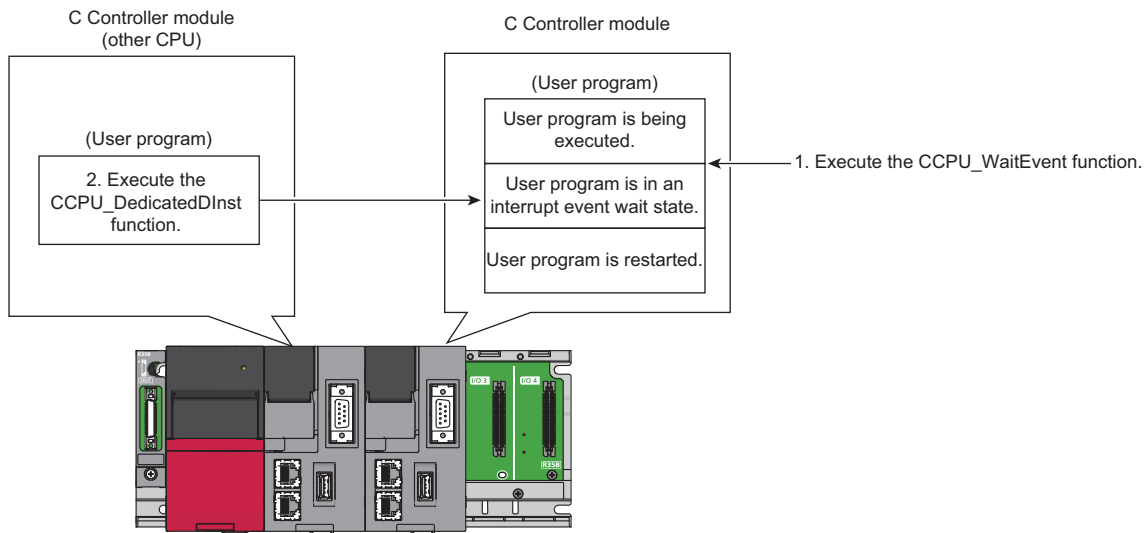 C Controller module
(other CPU)
C Controller module
(User program)
User program is being
executed.
1. Execute the CCPU_WaitEvent function.
User program is in an
interrupt event wait state.
User program is restarted.
(User program)
2. Execute the
CCPU_DedicatedDInst
function.
R35B
OUT
I/O 3
I/O 4
R35B